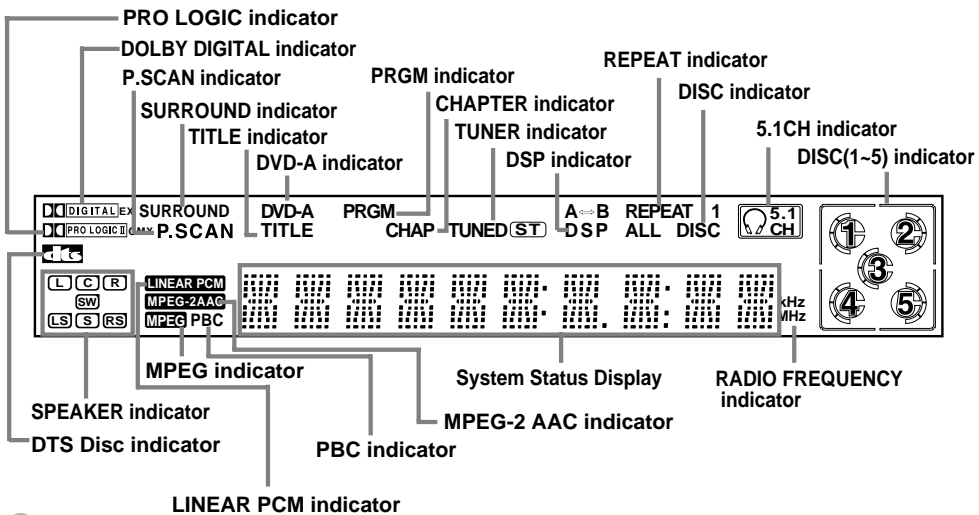 PRO LOGIC indicator
DOLBY DIGITAL indicator
P.SCAN indicator
SURROUND indicator
TITLE indicator
DVD-A indicator
PRGM indicator
CHAPTER indicator
TUNER indicator
DSP indicator
REPEAT indicator
DISC indicator
5.1CH indicator
DISC(1~5) indicator
DIGITAL EX SURROUND DVD-A PRGM A⇔B REPEAT 1 5.1
PRO LOGIC II P.SCAN TITLE CHAP TUNED ST DSP ALL DISC CH
dts
1 2
3
4 5
L C R LINEAR PCM
SW MPEG-2AAC kHz
LS S RS MPEG PBC MHz
MPEG indicator
System Status Display
RADIO FREQUENCY
indicator
SPEAKER indicator
MPEG-2 AAC indicator
DTS Disc indicator
PBC indicator
LINEAR PCM indicator